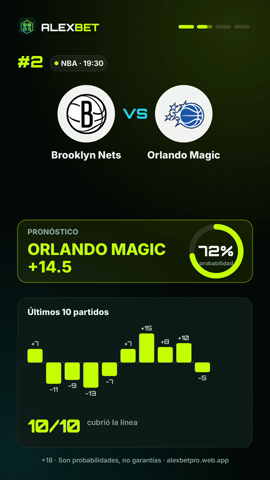 ALEXBET
#2
NBA · 19:30
B
VS
Brooklyn Nets
Orlando Magic
PRONÓSTICO
ORLANDO MAGIC
+14.5
72%
probabilidad
Últimos 10 partidos
+7
-11
-9
-13
-7
+7
+15
+8
+10
-5
10/10 cubrió la línea
+18 · Son probabilidades, no garantías · alexbetpro.web.app